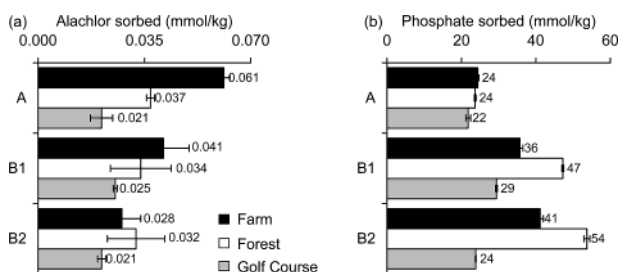 (a) Alachlor sorbed (mmol/kg)
0.000 0.035 0.070
A
0.061
0.037
0.021
B1
0.041
0.034
0.025
B2
0.028
0.032
0.021
Farm
Forest
Golf Course
(b) Phosphate sorbed (mmol/kg)
0 20 40 60
A
24
24
22
B1
36
47
29
B2
41
54
24